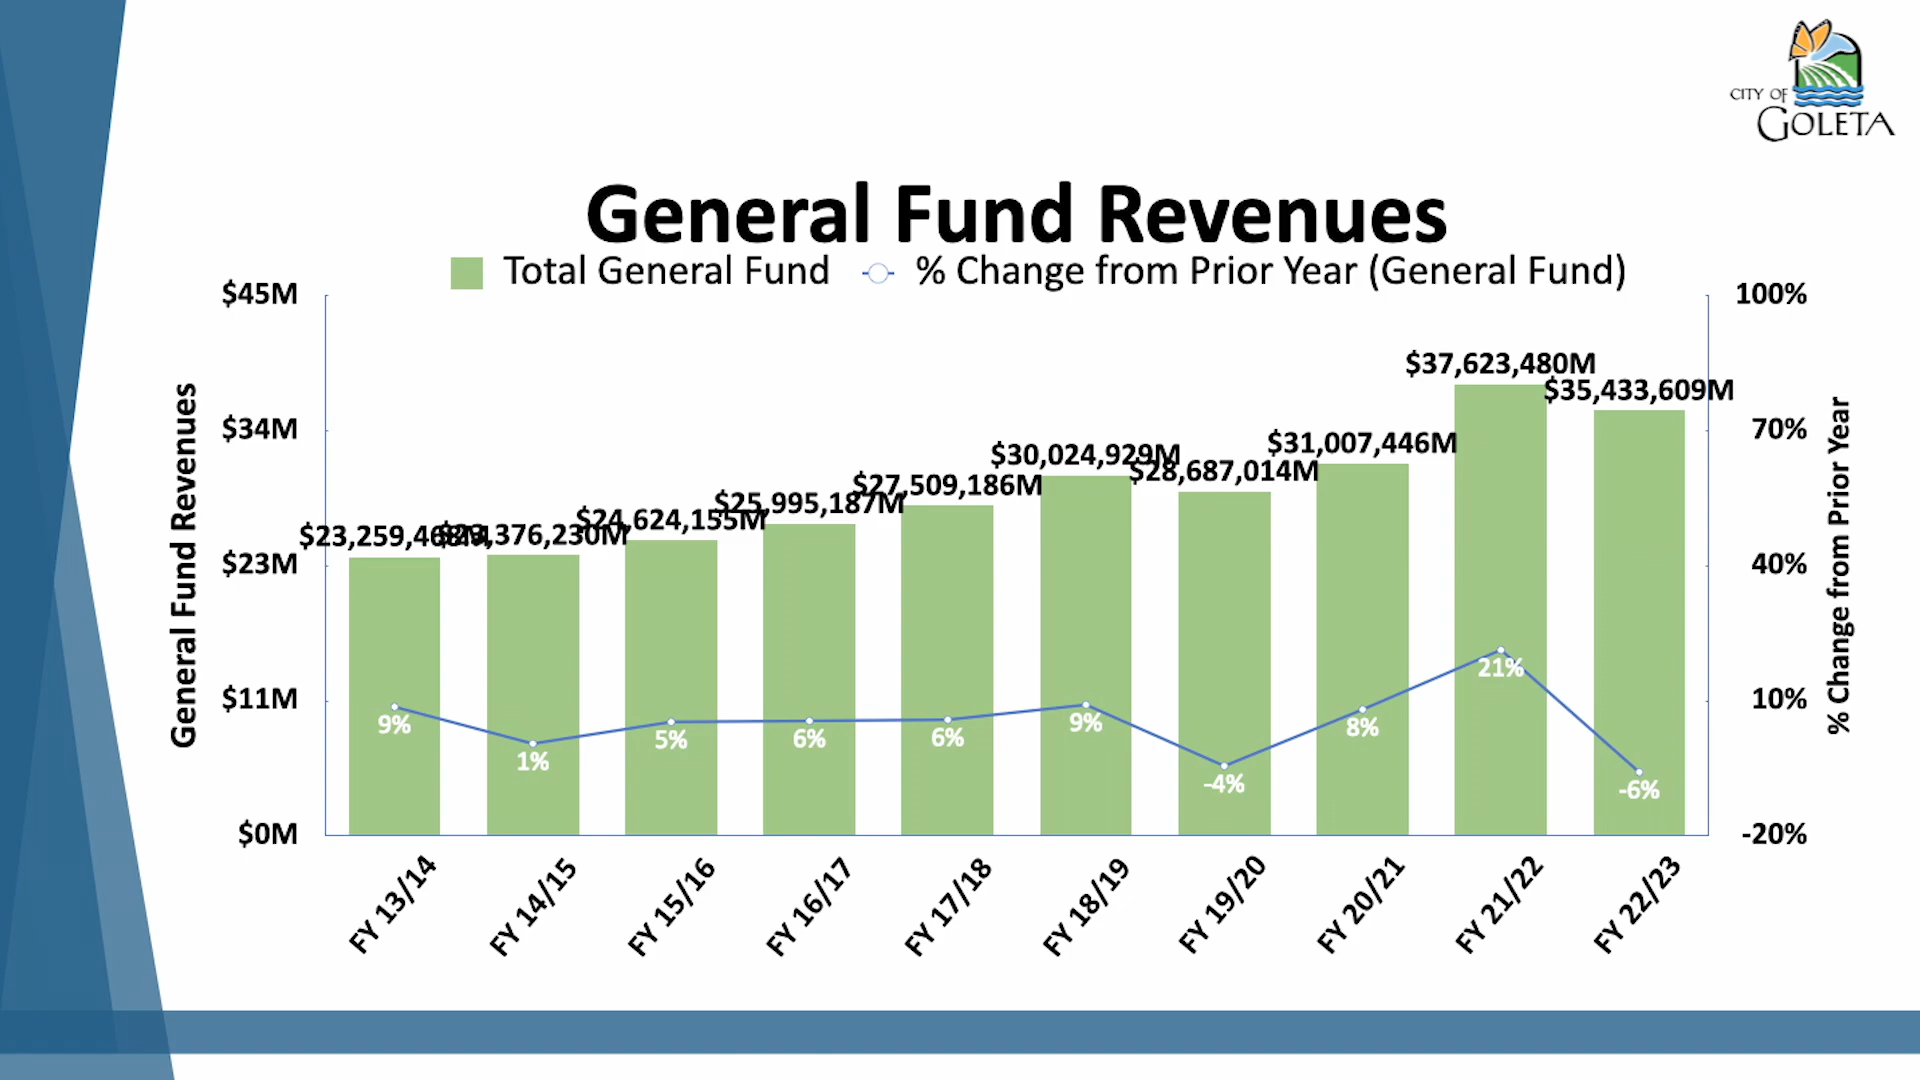 CITY OF
GOLETA
General Fund Revenues
Total General Fund
% Change from Prior Year (General Fund)
$45M
$34M
$23M
$11M
$0M
General Fund Revenues
100%
70%
40%
10%
-20%
% Change from Prior Year
$23,259,468M
$23,376,230M
$24,624,155M
$25,995,187M
$27,509,186M
$30,024,929M
$28,687,014M
$31,007,446M
$37,623,480M
$35,433,609M
9%
1%
5%
6%
6%
9%
-4%
8%
21%
-6%
FY 13/14
FY 14/15
FY 15/16
FY 16/17
FY 17/18
FY 18/19
FY 19/20
FY 20/21
FY 21/22
FY 22/23